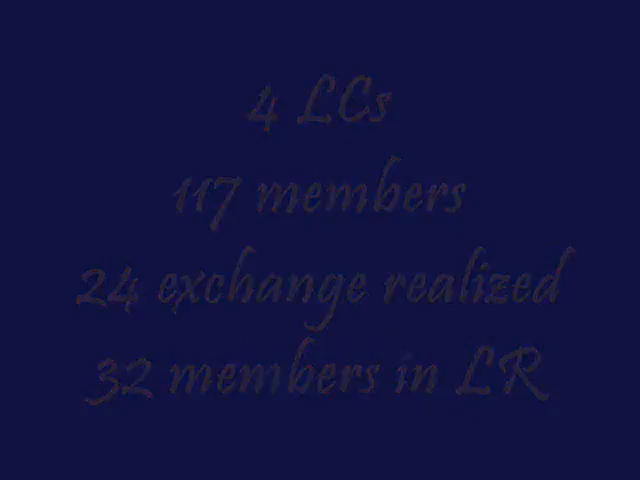 4 LCs
117 members
24 exchange realized
32 members in LR